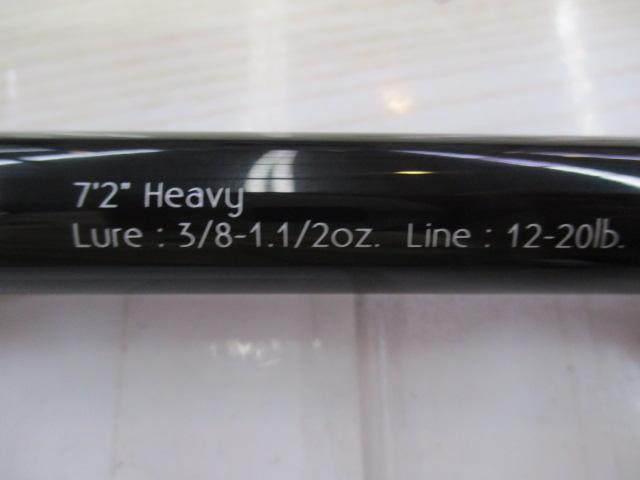 7'2" Heavy
Lure : 3/8-1.1/2oz. Line : 12-20lb.